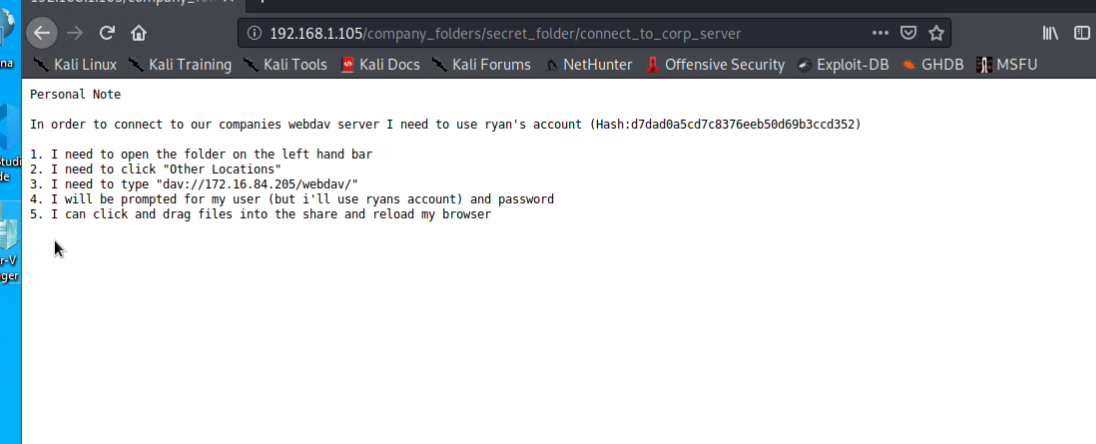 192.168.1.105/company_folders/secret_folder/connect_to_corp_server
Kali Linux Kali Training Kali Tools Kali Docs Kali Forums NetHunter Offensive Security Exploit-DB GHDB MSFU
Personal Note
In order to connect to our companies webdav server I need to use ryan's account (Hash:d7dad0a5cd7c8376eeb50d69b3ccd352)
1. I need to open the folder on the left hand bar
2. I need to click "Other Locations"
3. I need to type "dav://172.16.84.205/webdav/"
4. I will be prompted for my user (but i'll use ryans account) and password
5. I can click and drag files into the share and reload my browser